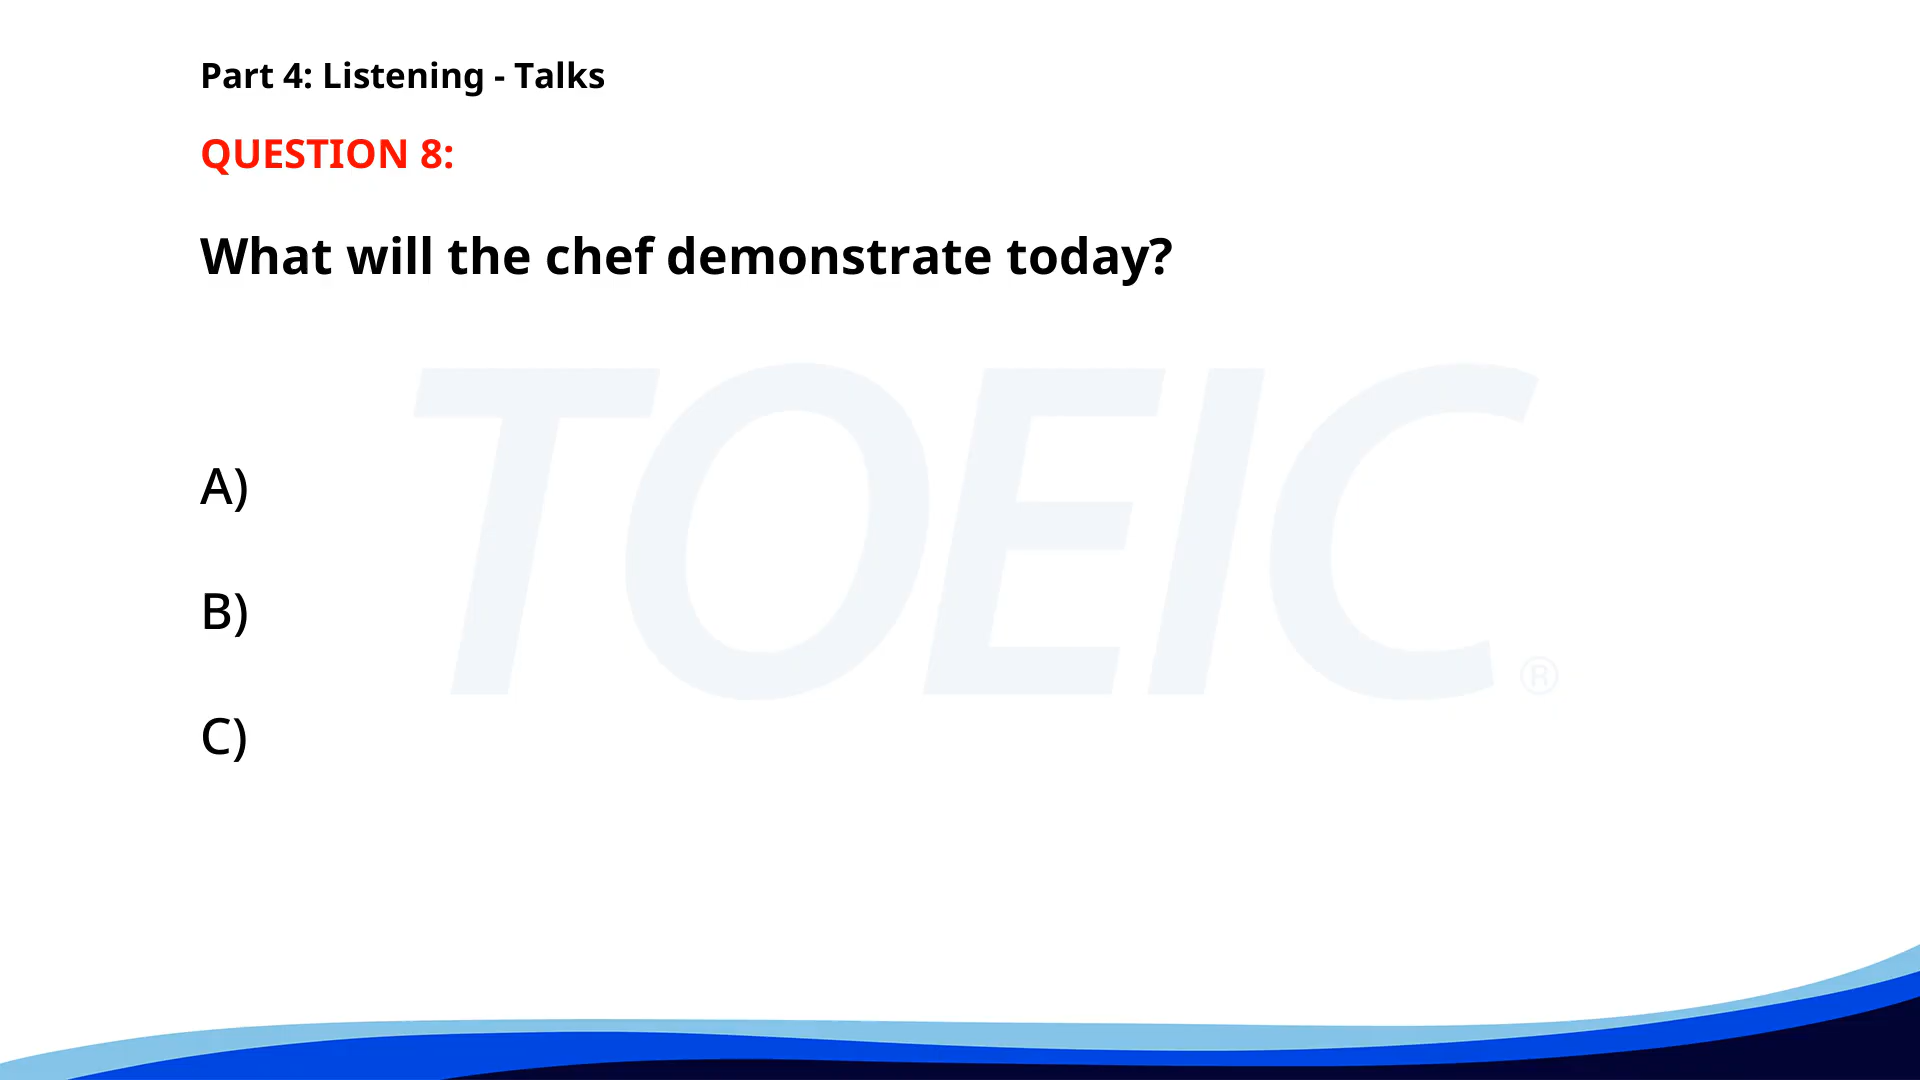 Part 4: Listening - Talks
QUESTION 8:
What will the chef demonstrate today?
TOEIC®
A)
B)
C)